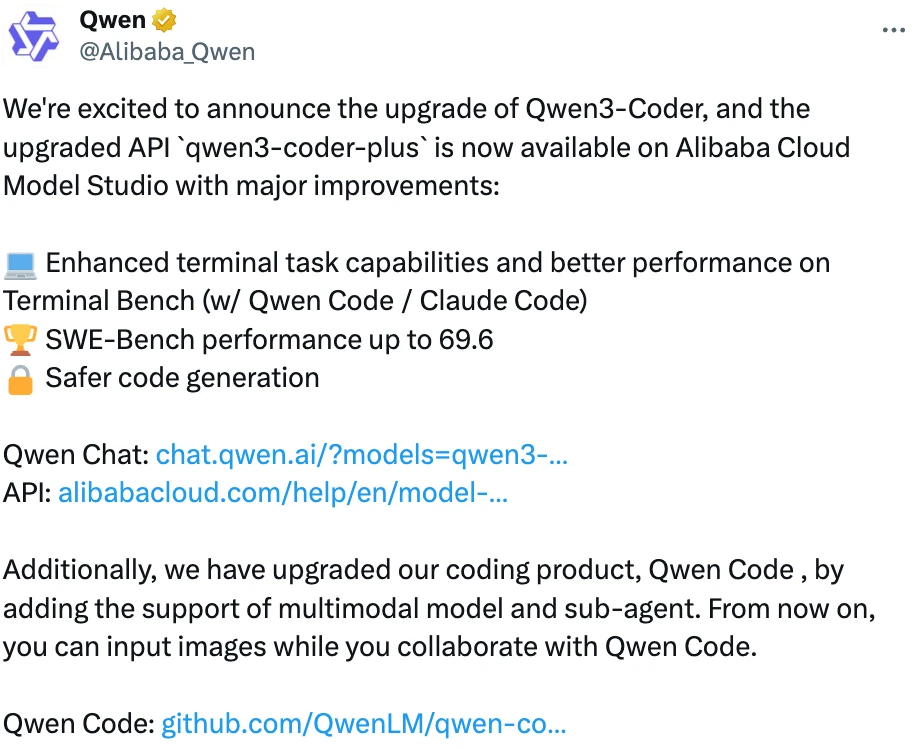 Qwen
@Alibaba_Qwen
We're excited to announce the upgrade of Qwen3-Coder, and the
upgraded API `qwen3-coder-plus` is now available on Alibaba Cloud
Model Studio with major improvements:
💻 Enhanced terminal task capabilities and better performance on
Terminal Bench (w/ Qwen Code / Claude Code)
🏆 SWE-Bench performance up to 69.6
🔒 Safer code generation
Qwen Chat: chat.qwen.ai/?models=qwen3-…
API: alibabacloud.com/help/en/model-…
Additionally, we have upgraded our coding product, Qwen Code , by
adding the support of multimodal model and sub-agent. From now on,
you can input images while you collaborate with Qwen Code.
Qwen Code: github.com/QwenLM/qwen-co…